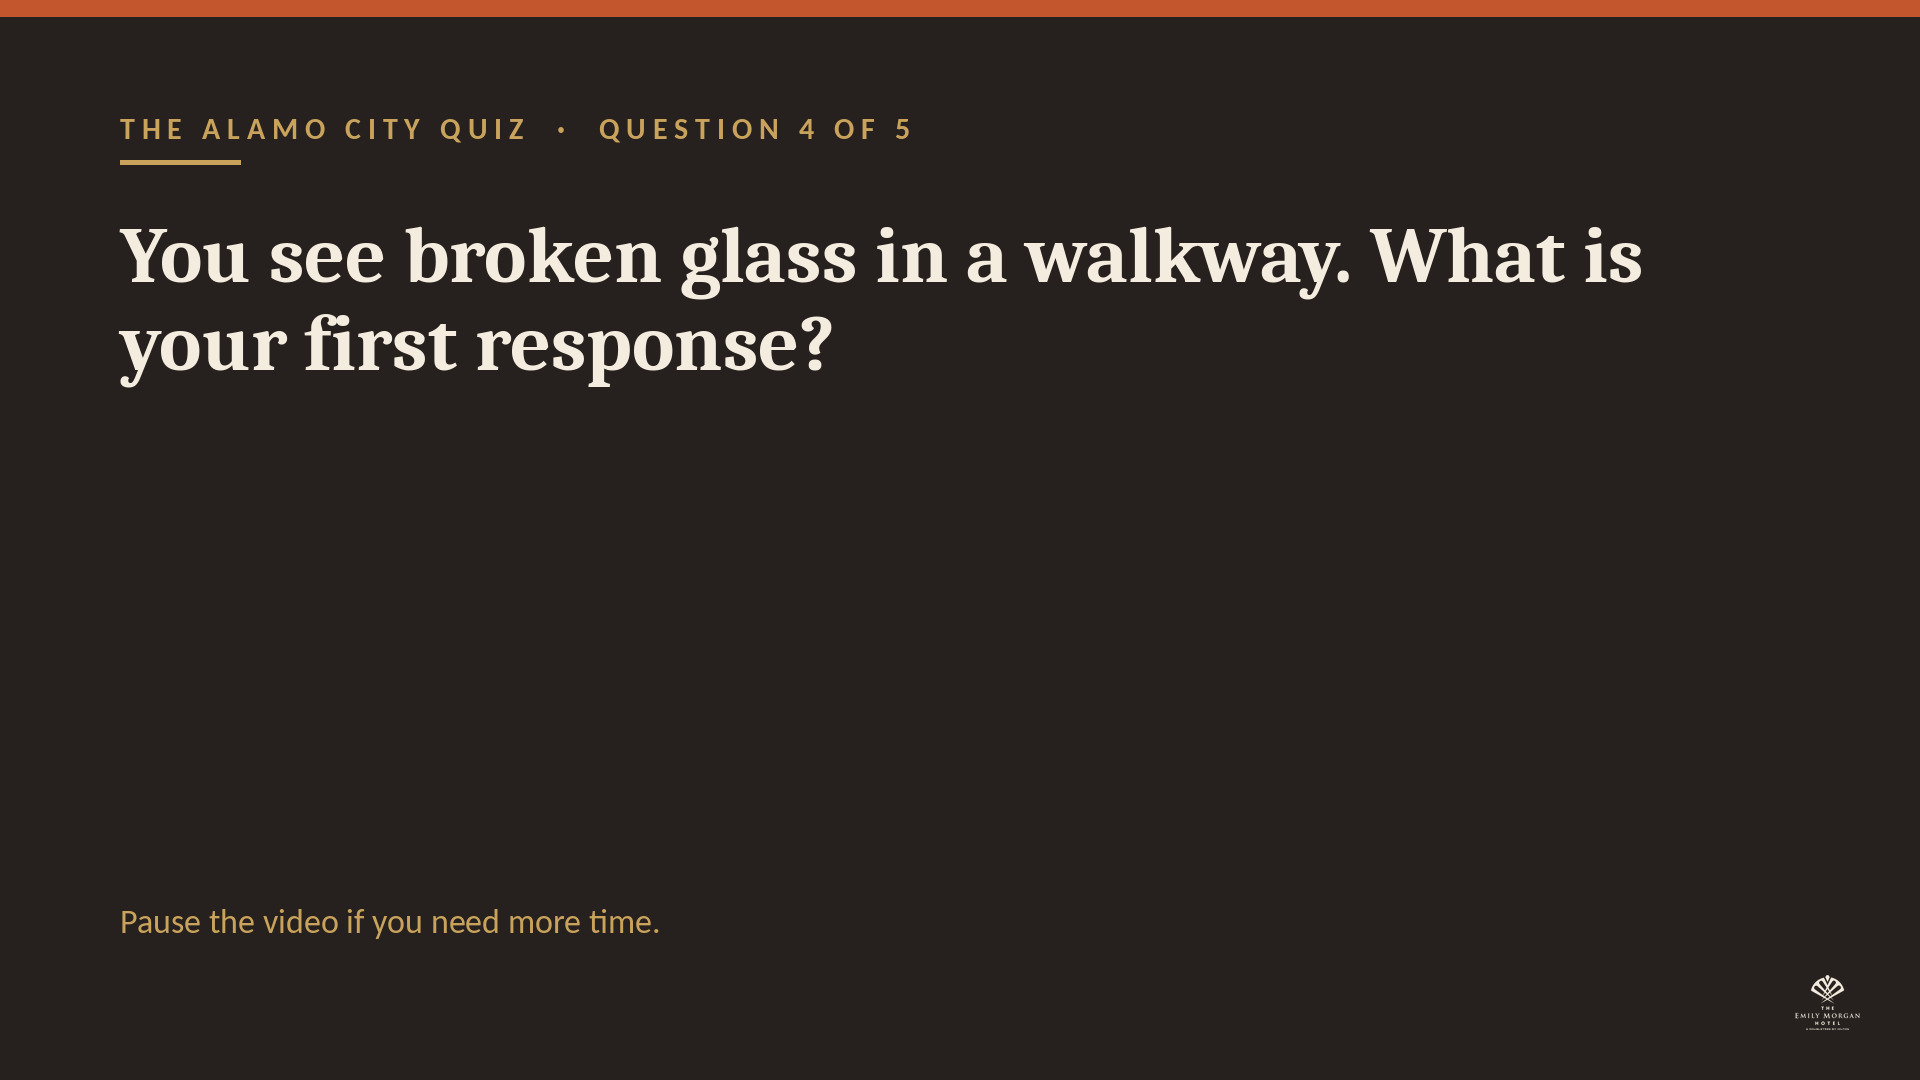 THE ALAMO CITY QUIZ · QUESTION 4 OF 5
You see broken glass in a walkway. What is
your first response?
Pause the video if you need more time.
THE
EMILY MORGAN
HOTEL